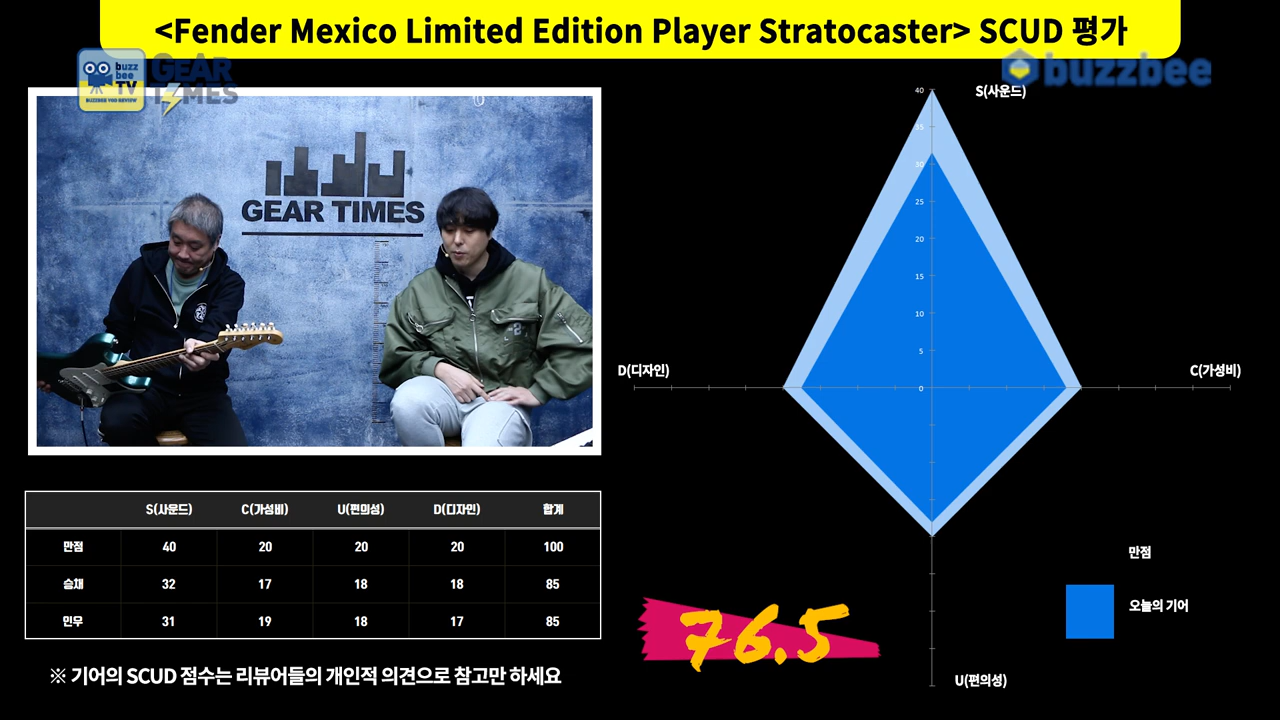 <Fender Mexico Limited Edition Player Stratocaster> SCUD 평가
buzz
bee
TV
BUZZBEE YOU REVIEW
GEAR
TIMES
buzzbee
GEAR TIMES
S(사운드)
40
35
30
25
20
15
10
5
0
D(디자인)
C(가성비)
U(편의성)
만점
오늘의 기어
S(사운드) C(가성비) U(편의성) D(디자인) 합계
만점 40 20 20 20 100
승채 32 17 18 18 85
민우 31 19 18 17 85
76.5
※ 기어의 SCUD 점수는 리뷰어들의 개인적 의견으로 참고만 하세요